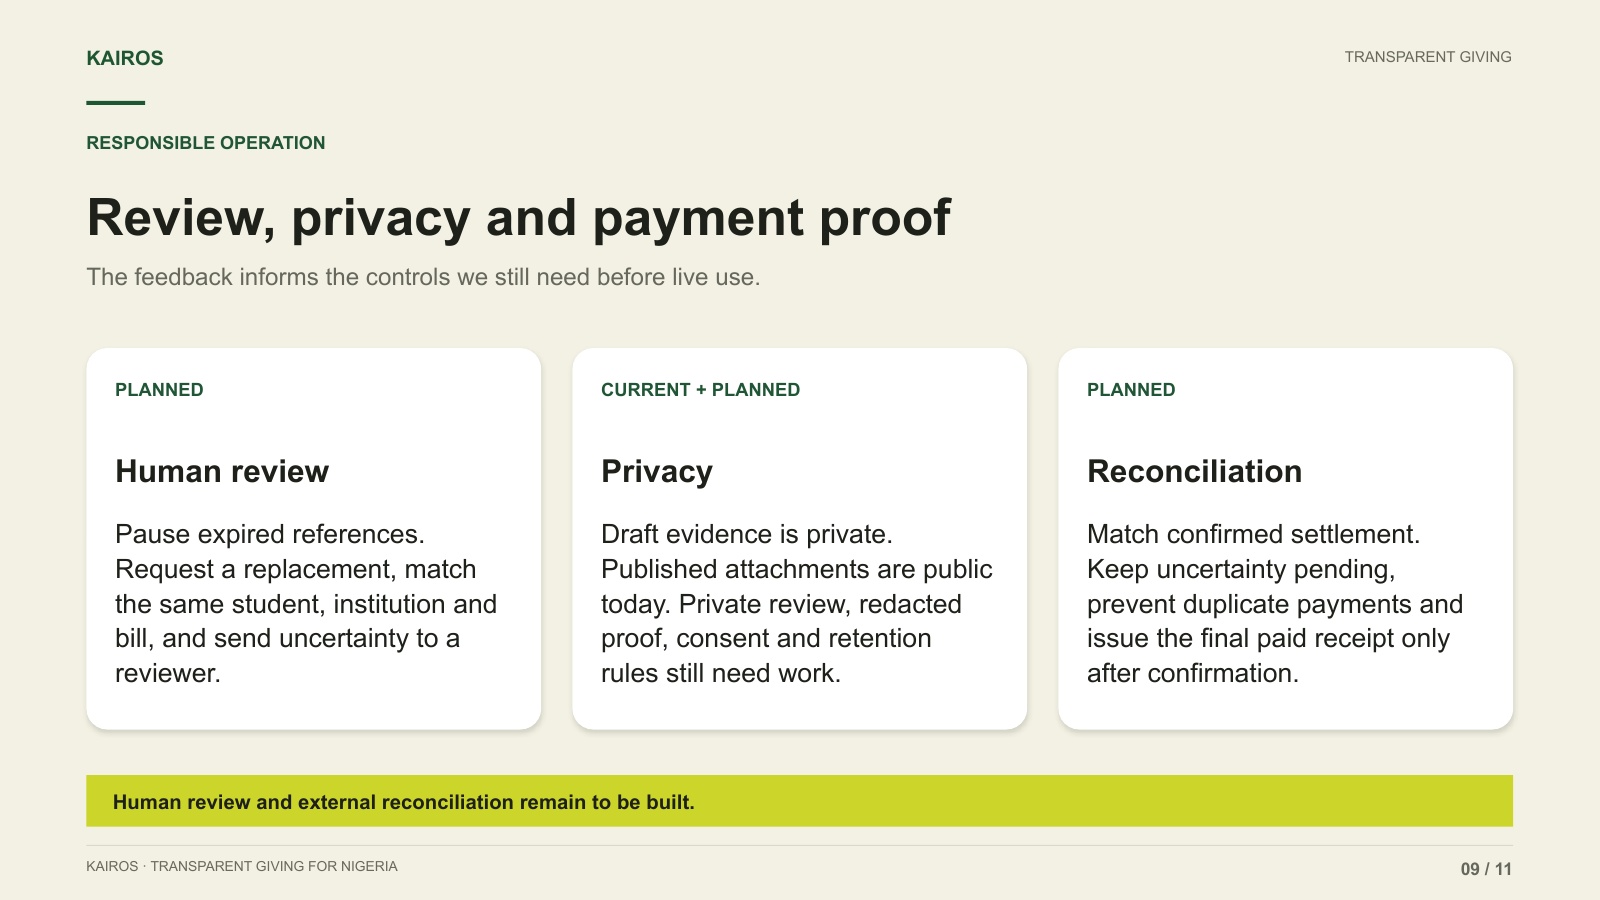 KAIROS
TRANSPARENT GIVING
RESPONSIBLE OPERATION
Review, privacy and payment proof
The feedback informs the controls we still need before live use.
PLANNED
Human review
Pause expired references.
Request a replacement, match
the same student, institution and
bill, and send uncertainty to a
reviewer.
CURRENT + PLANNED
Privacy
Draft evidence is private.
Published attachments are public
today. Private review, redacted
proof, consent and retention
rules still need work.
PLANNED
Reconciliation
Match confirmed settlement.
Keep uncertainty pending,
prevent duplicate payments and
issue the final paid receipt only
after confirmation.
Human review and external reconciliation remain to be built.
KAIROS · TRANSPARENT GIVING FOR NIGERIA
09 / 11